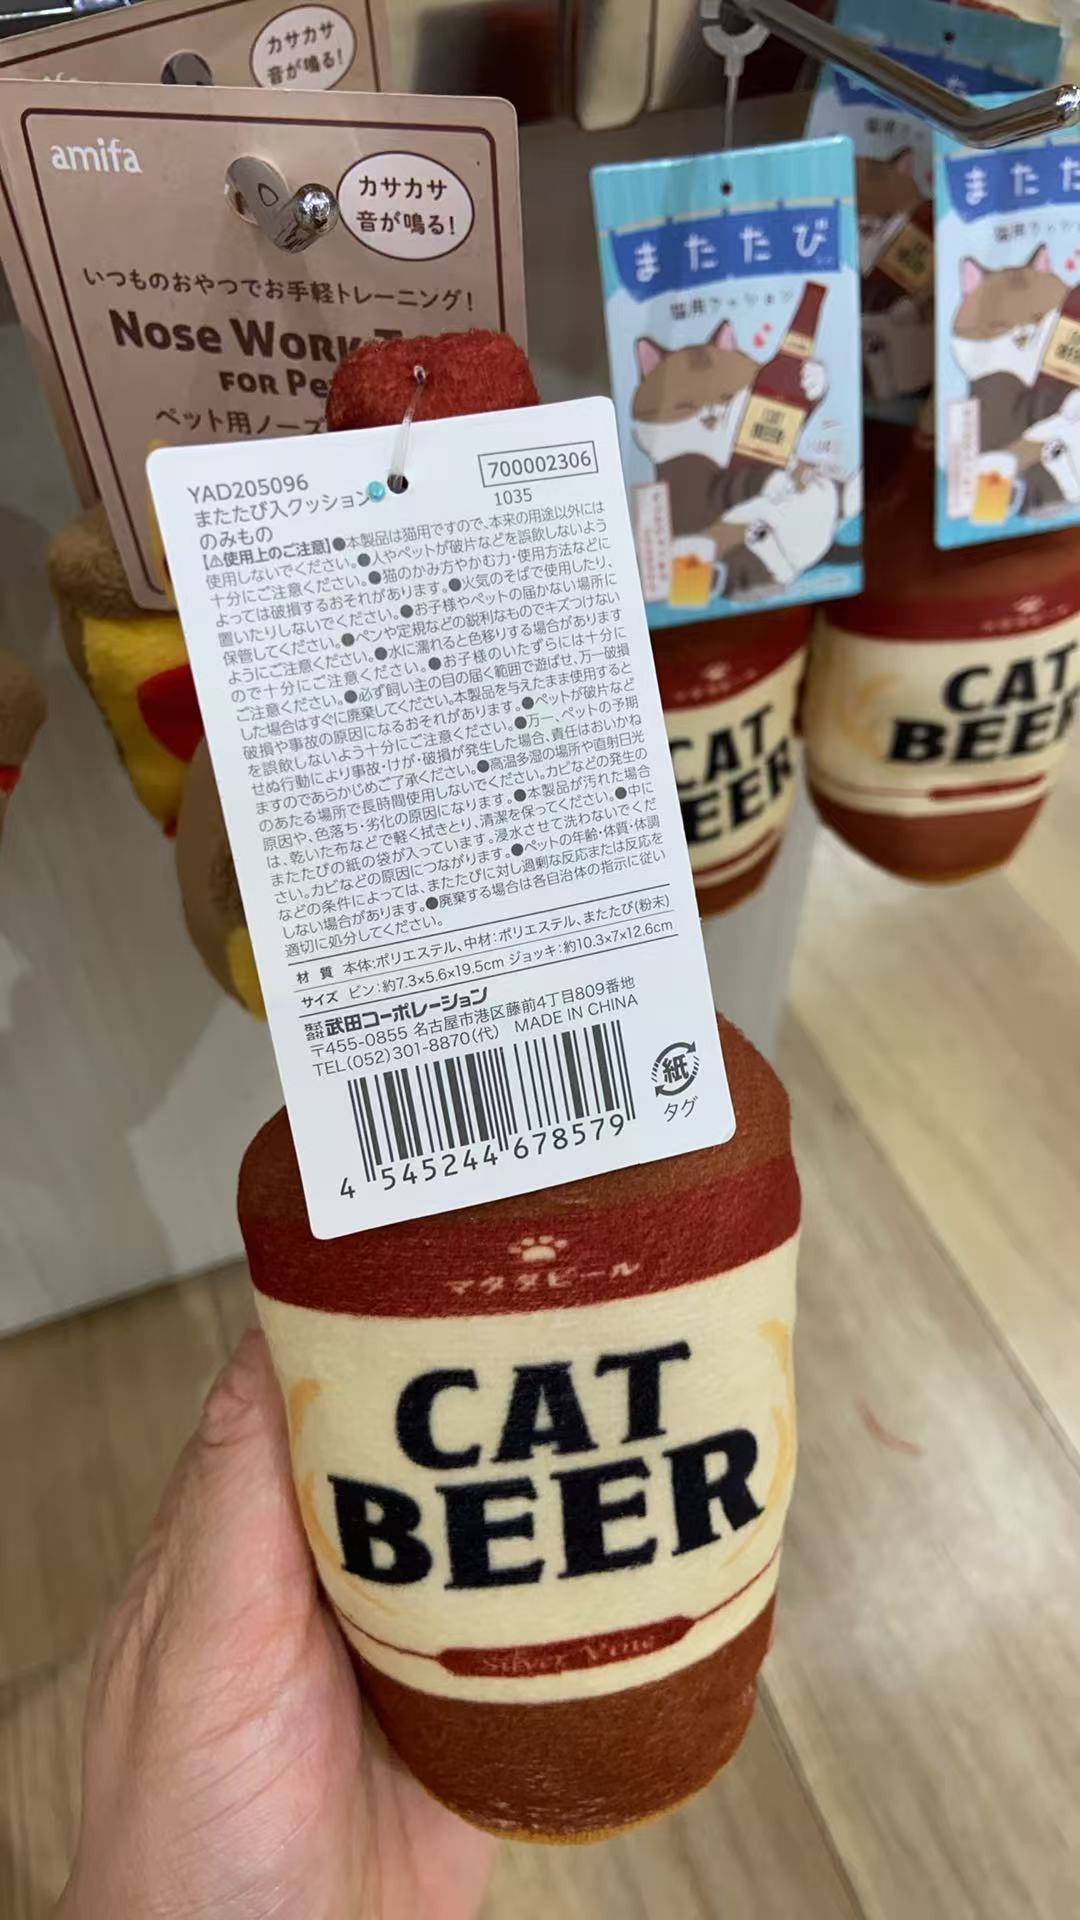 カサカサ
音が鳴る!
amifa
カサカサ
音が鳴る!
いつものおやつでお手軽トレーニング!
Nose Work
FOR Pe
ペット用ノーズ
またたび
猫用クッション
CAT
BEER
また
YAD205096
700002306
またたび入クッション
1035
のみもの
【⚠使用上のご注意】●本製品は猫用ですので、本来の用途以外には
使用しないでください。●人やペットが破片などを誤飲しないよう
十分にご注意ください。●猫のかみ方やかむ力・使用方法などに
よっては破損するおそれがあります。●火気のそばで使用したり、
置いたりしないでください。●お子様やペットの届かない場所に
保管してください。●ペンや定規などの鋭利なものでキズつけない
ようにご注意ください。●水に濡れると色移りする場合があります
ので十分にご注意ください。●お子様のいたずらには十分に
ご注意ください。●必ず飼い主の目の届く範囲で遊ばせ、万一破損
した場合はすぐに廃棄してください。本製品を与えたまま使用すると
破損や事故の原因になるおそれがあります。●ペットが破片など
を誤飲しないよう十分にご注意ください。●万一、ペットの予期
せぬ行動により事故・けが・破損が発生した場合、責任はおいかね
ますのであらかじめご了承ください。●高温多湿の場所や直射日光
のあたる場所で長時間使用しないでください。カビなどの発生の
原因や、色落ち・劣化の原因になります。●本製品が汚れた場合
は、乾いた布などで軽く拭きとり、清潔を保ってください。●中に
またたびの紙の袋が入っています。浸水させて洗わないでくだ
さい。カビなどの原因につながります。●ペットの年齢・体質・体調
などの条件によっては、またたびに対し過剰な反応または反応を
しない場合があります。●廃棄する場合は各自治体の指示に従い
適切に処分してください。
材 質 本体:ポリエステル、中材:ポリエステル、またたび(粉末)
サイズ ビン:約7.3×5.6×19.5cm ジョッキ:約10.3×7×12.6cm
株式会社武田コーポレーション
〒455-0855 名古屋市港区藤前4丁目809番地
TEL(052)301-8870(代) MADE IN CHINA
4 545244 678579
紙
タグ
CAT
EER
CAT
BEER
マタタビール
CAT
BEER
Silver Vine